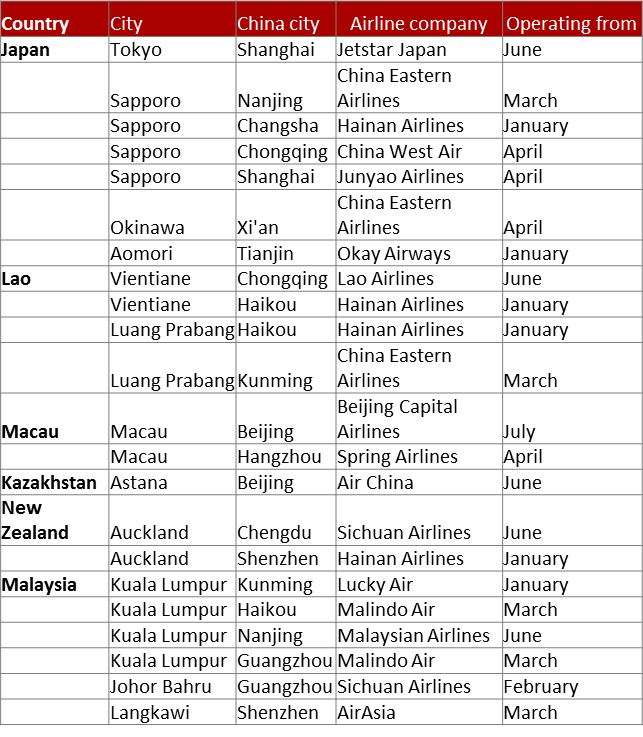 Country City China city Airline company Operating from
Japan Tokyo Shanghai Jetstar Japan June
China Eastern
Sapporo Nanjing Airlines March
Sapporo Changsha Hainan Airlines January
Sapporo Chongqing China West Air April
Sapporo Shanghai Junyao Airlines April
China Eastern
Okinawa Xi'an Airlines April
Aomori Tianjin Okay Airways January
Lao Vientiane Chongqing Lao Airlines June
Vientiane Haikou Hainan Airlines January
Luang Prabang Haikou Hainan Airlines January
China Eastern
Luang Prabang Kunming Airlines March
Beijing Capital
Macau Macau Beijing Airlines July
Macau Hangzhou Spring Airlines April
Kazakhstan Astana Beijing Air China June
New
Zealand Auckland Chengdu Sichuan Airlines June
Auckland Shenzhen Hainan Airlines January
Malaysia Kuala Lumpur Kunming Lucky Air January
Kuala Lumpur Haikou Malindo Air March
Kuala Lumpur Nanjing Malaysian Airlines June
Kuala Lumpur Guangzhou Malindo Air March
Johor Bahru Guangzhou Sichuan Airlines February
Langkawi Shenzhen AirAsia March